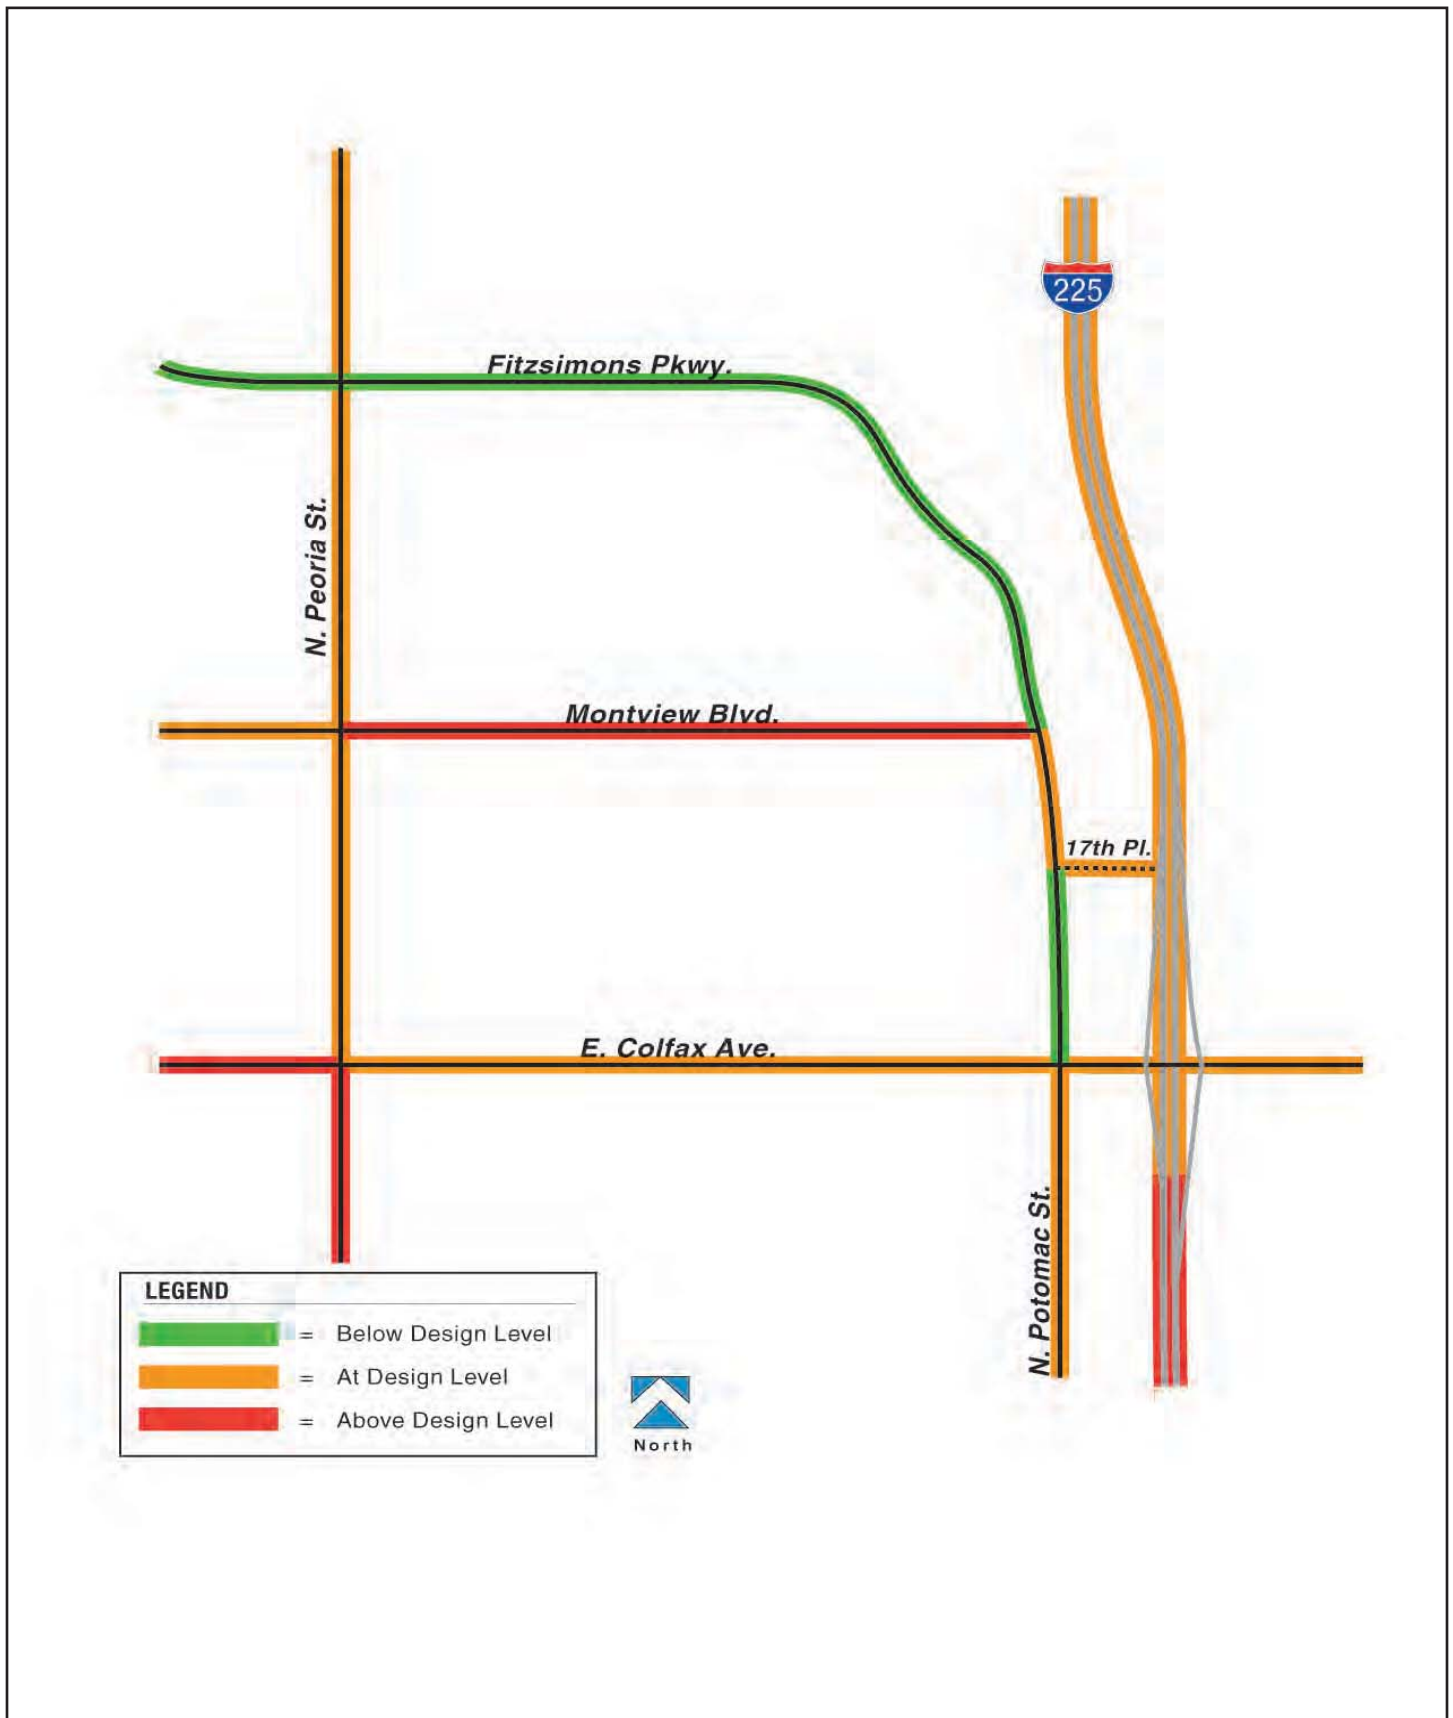 225
Fitzsimons Pkwy.
N. Peoria St.
Montview Blvd.
17th Pl.
E. Colfax Ave.
N. Potomac St.
LEGEND
= Below Design Level
= At Design Level
= Above Design Level
North